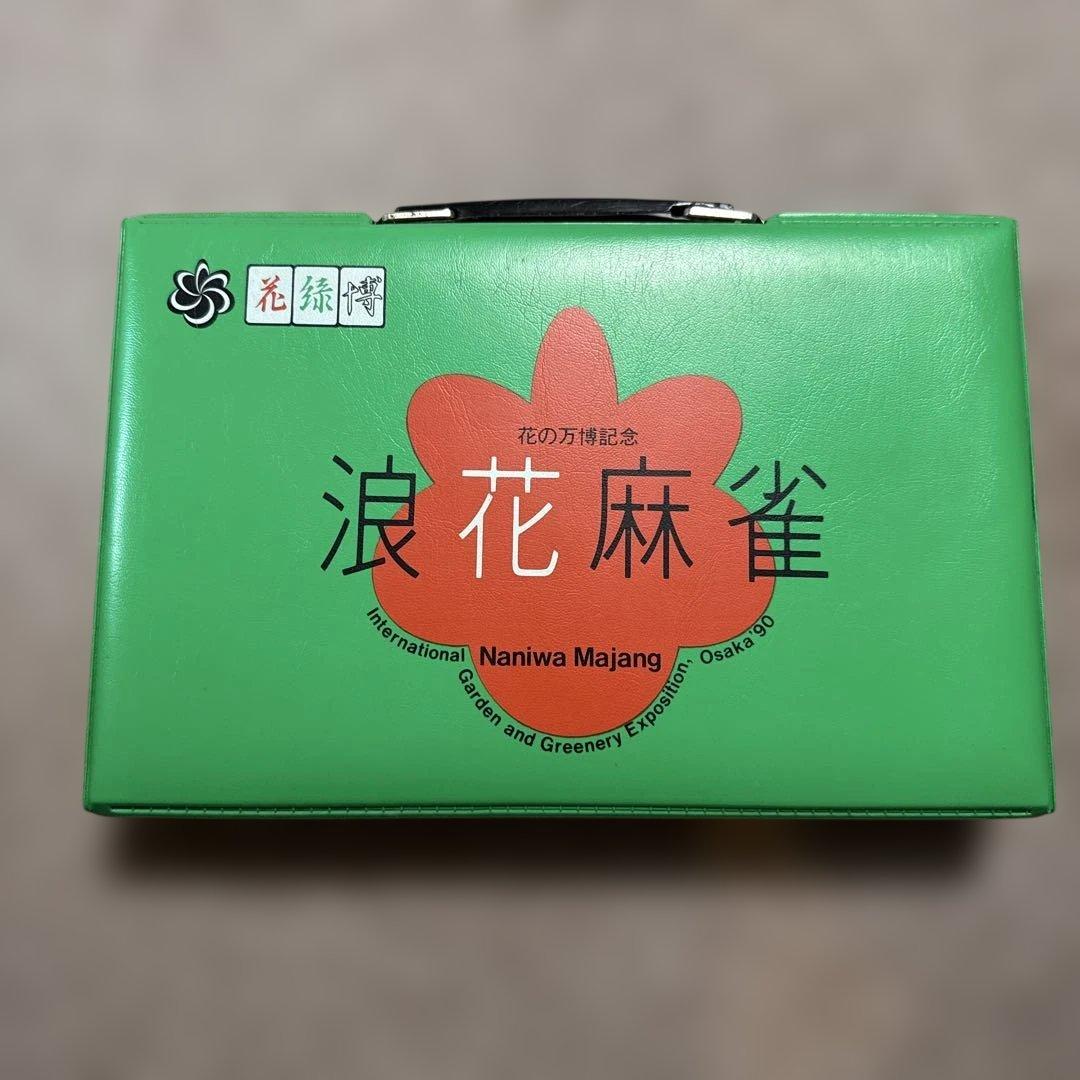 花緑博
花の万博記念
浪花麻雀
Naniwa Majang
International Garden and Greenery Exposition, Osaka'90